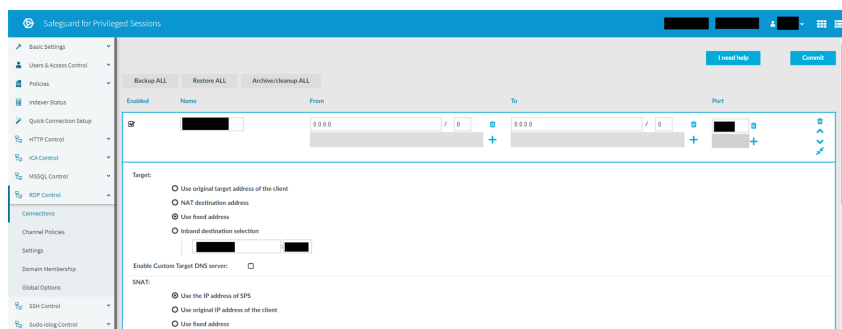 Safeguard for Privileged Sessions
Basic Settings
Users & Access Control
Policies
Indexer Status
Quick Connection Setup
HTTP Control
ICA Control
MSSQL Control
RDP Control
Connections
Channel Policies
Settings
Domain Membership
Global Options
SSH Control
Sudo iolog Control
I need help
Commit
Backup ALL
Restore ALL
Archive/cleanup ALL
Enabled
Name
From
To
Port
0.0.0.0
/
0
0.0.0.0
/
0
Target:
Use original target address of the client
NAT destination address
Use fixed address
Inband destination selection
:
Enable Custom Target DNS server:
SNAT:
Use the IP address of SPS
Use original IP address of the client
Use fixed address